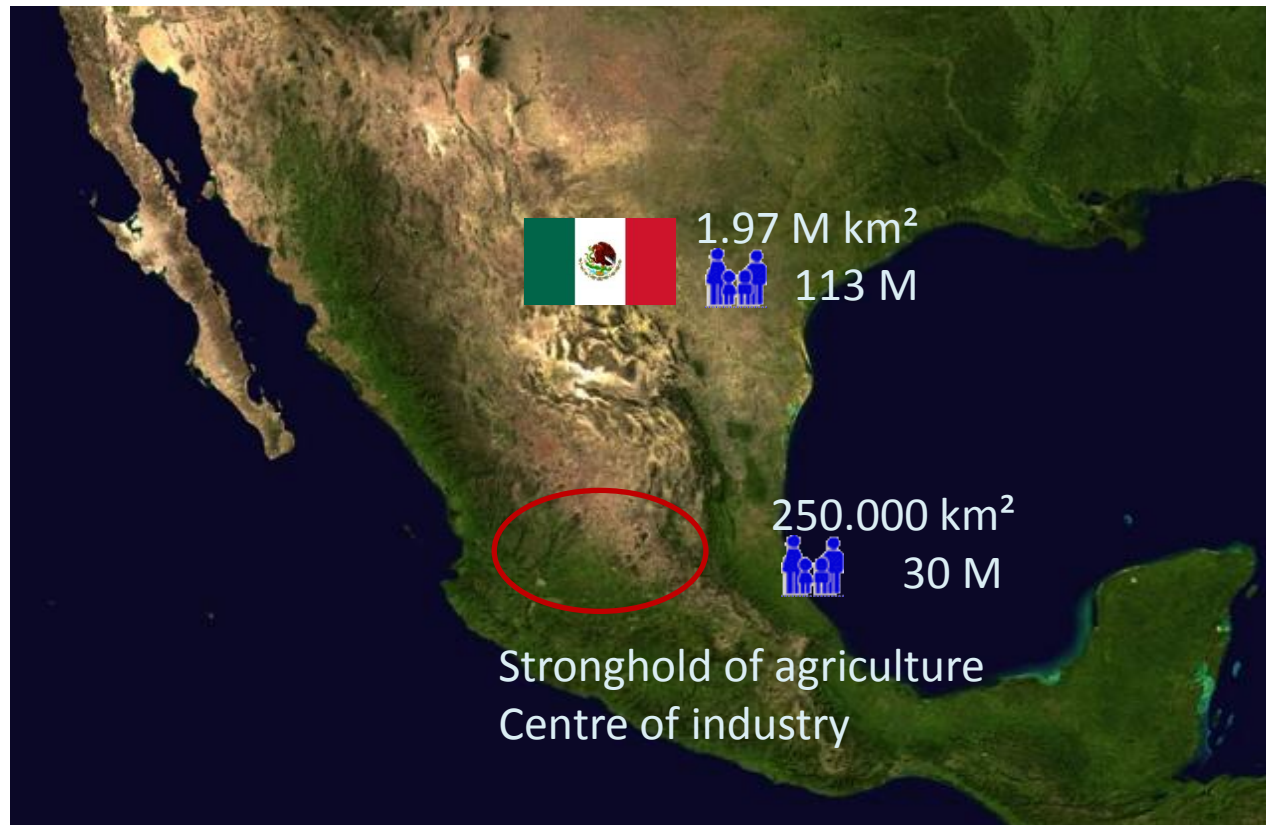 1.97 M km²
113 M
250.000 km²
30 M
Stronghold of agriculture
Centre of industry